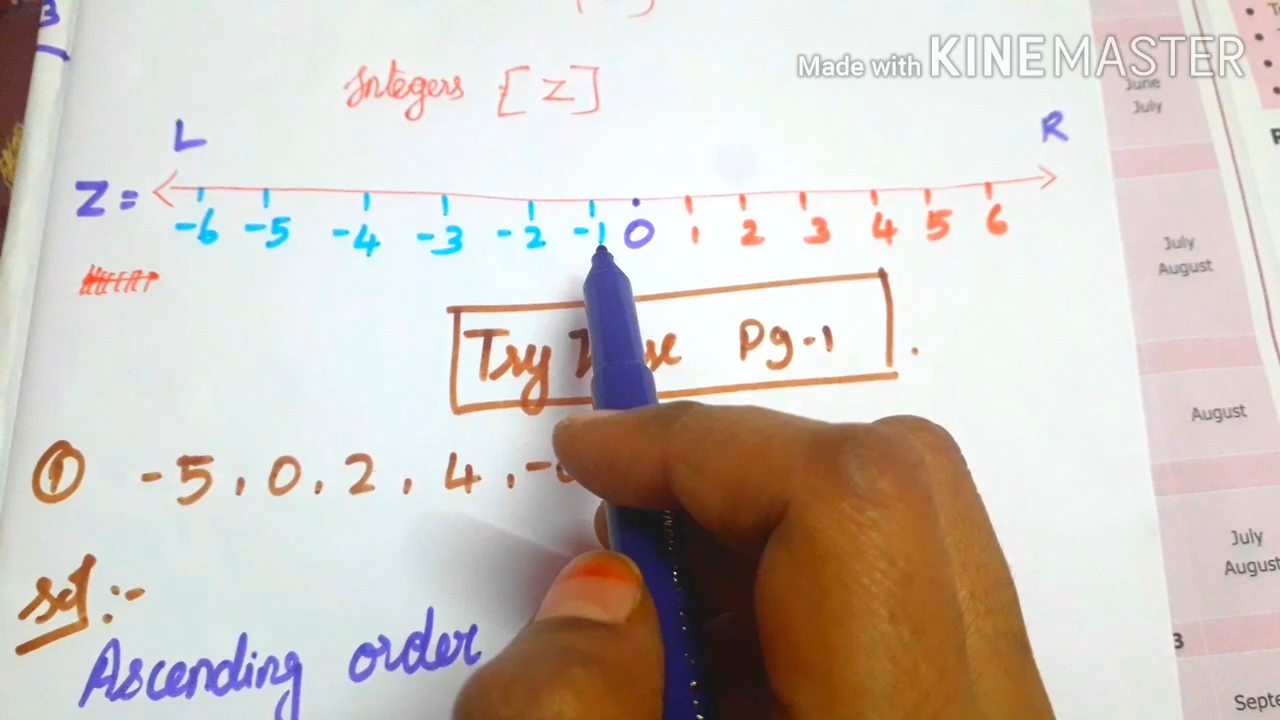 Made with KINEMASTER
Integers [Z]
L R
Z =
-6 -5 -4 -3 -2 -1 0 1 2 3 4 5 6
Try Pg-1
① -5, 0, 2, 4, -
Sol :-
Ascending order
June
July
July
August
August
July
August
3